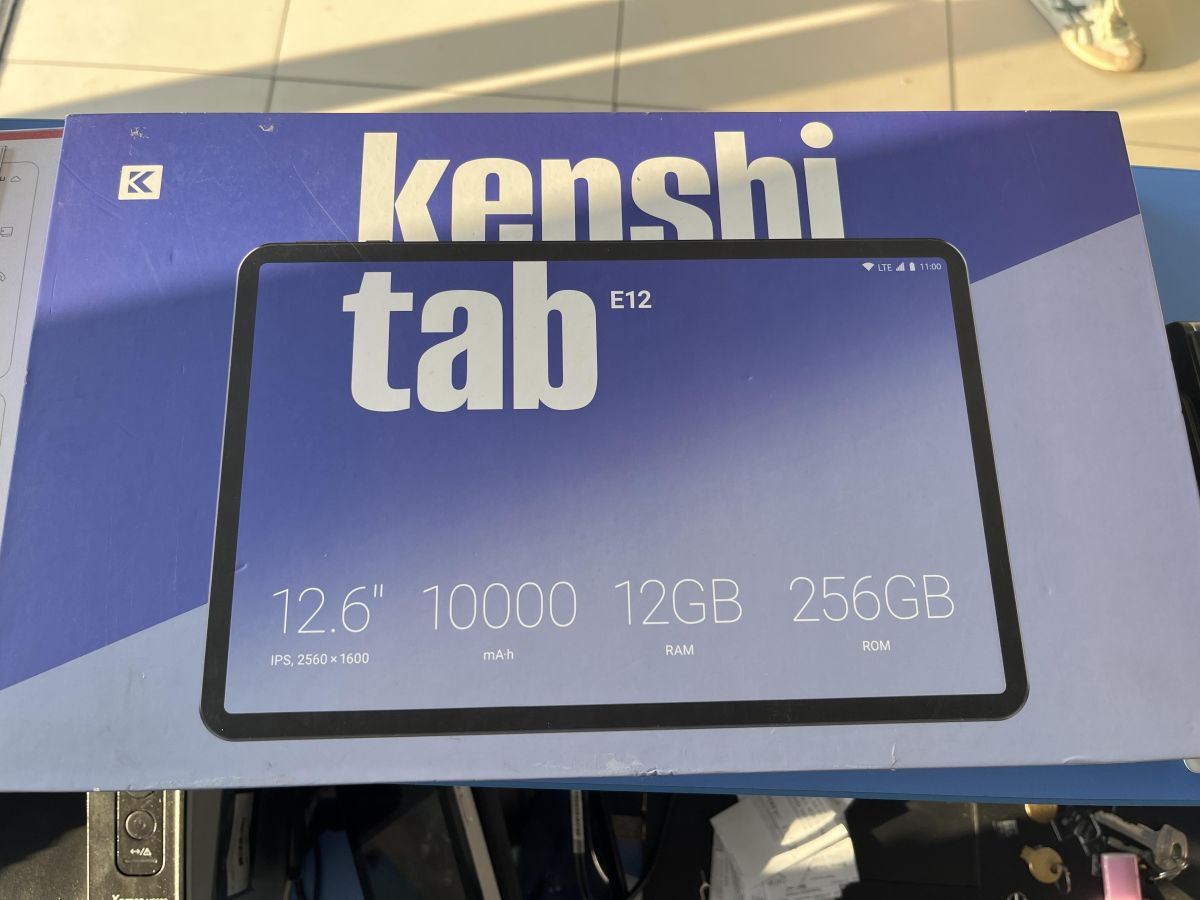 kenshi
tab E12
LTE 11:00
12.6" 10000 12GB 256GB
IPS, 2560 × 1600 mA·h RAM ROM